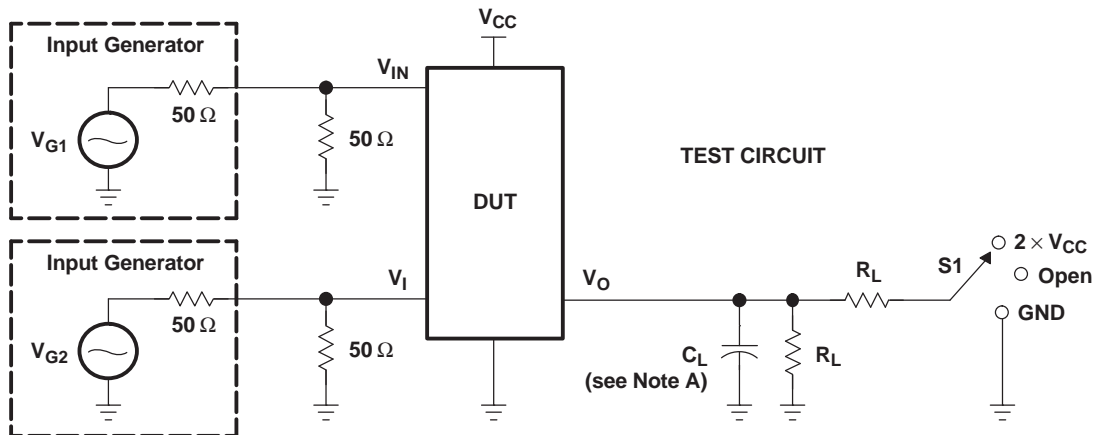 V_CC
Input Generator
V_IN
50 Ω
V_G1
50 Ω
TEST CIRCUIT
DUT
Input Generator
V_I
V_O
50 Ω
V_G2
50 Ω
C_L
(see Note A)
R_L
R_L
S1
2 × V_CC
Open
GND